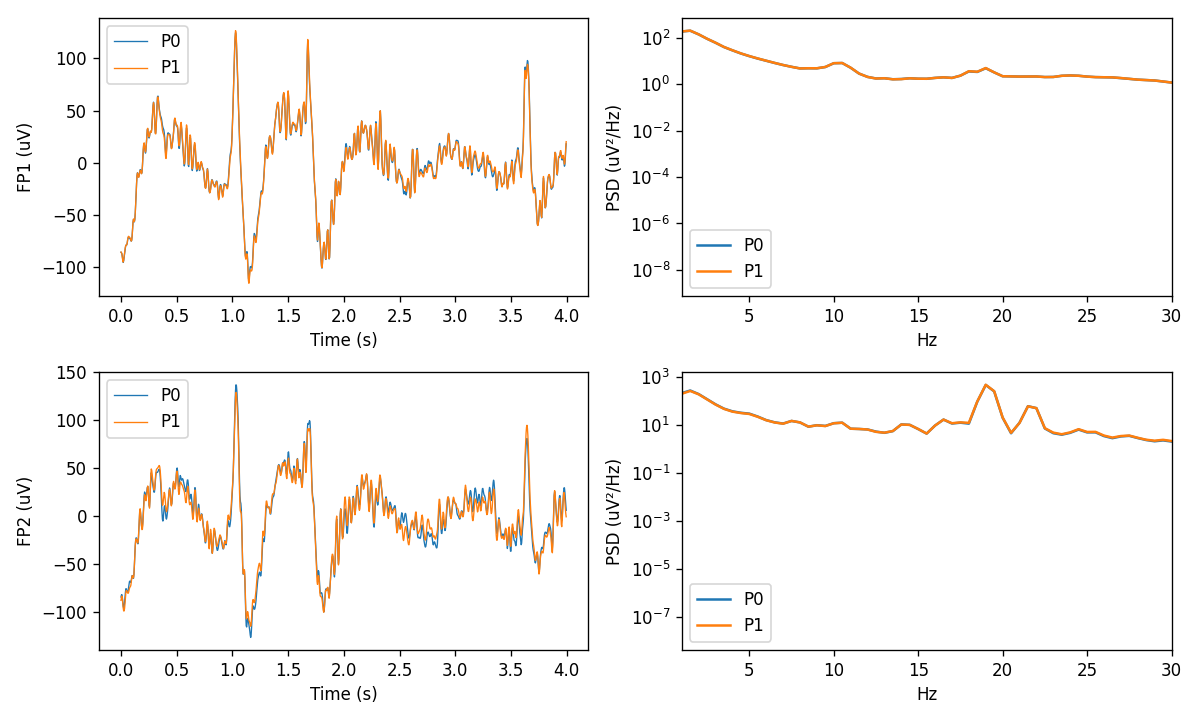 P0
P1
100
50
0
−50
−100
FP1 (uV)
0.0 0.5 1.0 1.5 2.0 2.5 3.0 3.5 4.0
Time (s)
10²
10⁰
10⁻²
10⁻⁴
10⁻⁶
10⁻⁸
PSD (uV²/Hz)
P0
P1
5 10 15 20 25 30
Hz
P0
P1
150
100
50
0
−50
−100
FP2 (uV)
0.0 0.5 1.0 1.5 2.0 2.5 3.0 3.5 4.0
Time (s)
10³
10¹
10⁻¹
10⁻³
10⁻⁵
10⁻⁷
PSD (uV²/Hz)
P0
P1
5 10 15 20 25 30
Hz